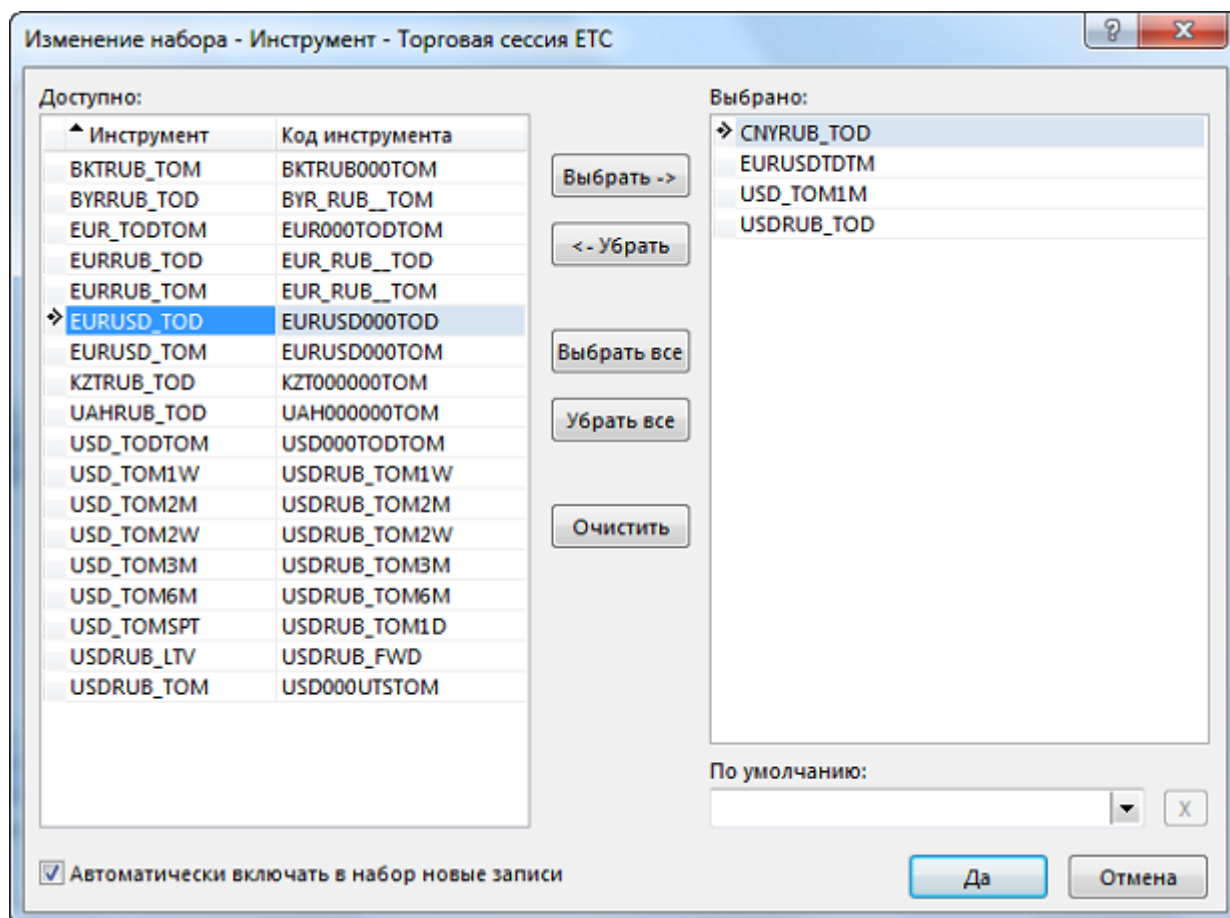 Изменение набора - Инструмент - Торговая сессия ETC
Доступно:
Инструмент Код инструмента
BKTRUB_TOM BKTRUB000TOM
BYRRUB_TOD BYR_RUB__TOM
EUR_TODTOM EUR000TODTOM
EURRUB_TOD EUR_RUB__TOD
EURRUB_TOM EUR_RUB__TOM
EURUSD_TOD EURUSD000TOD
EURUSD_TOM EURUSD000TOM
KZTRUB_TOD KZT000000TOM
UAHRUB_TOD UAH000000TOM
USD_TODTOM USD000TODTOM
USD_TOM1W USDRUB_TOM1W
USD_TOM2M USDRUB_TOM2M
USD_TOM2W USDRUB_TOM2W
USD_TOM3M USDRUB_TOM3M
USD_TOM6M USDRUB_TOM6M
USD_TOMSPT USDRUB_TOM1D
USDRUB_LTV USDRUB_FWD
USDRUB_TOM USD000UTSTOM
Выбрать ->
<- Убрать
Выбрать все
Убрать все
Очистить
Выбрано:
CNYRUB_TOD
EURUSDTDTM
USD_TOM1M
USDRUB_TOD
По умолчанию:
X
Автоматически включать в набор новые записи
Да
Отмена